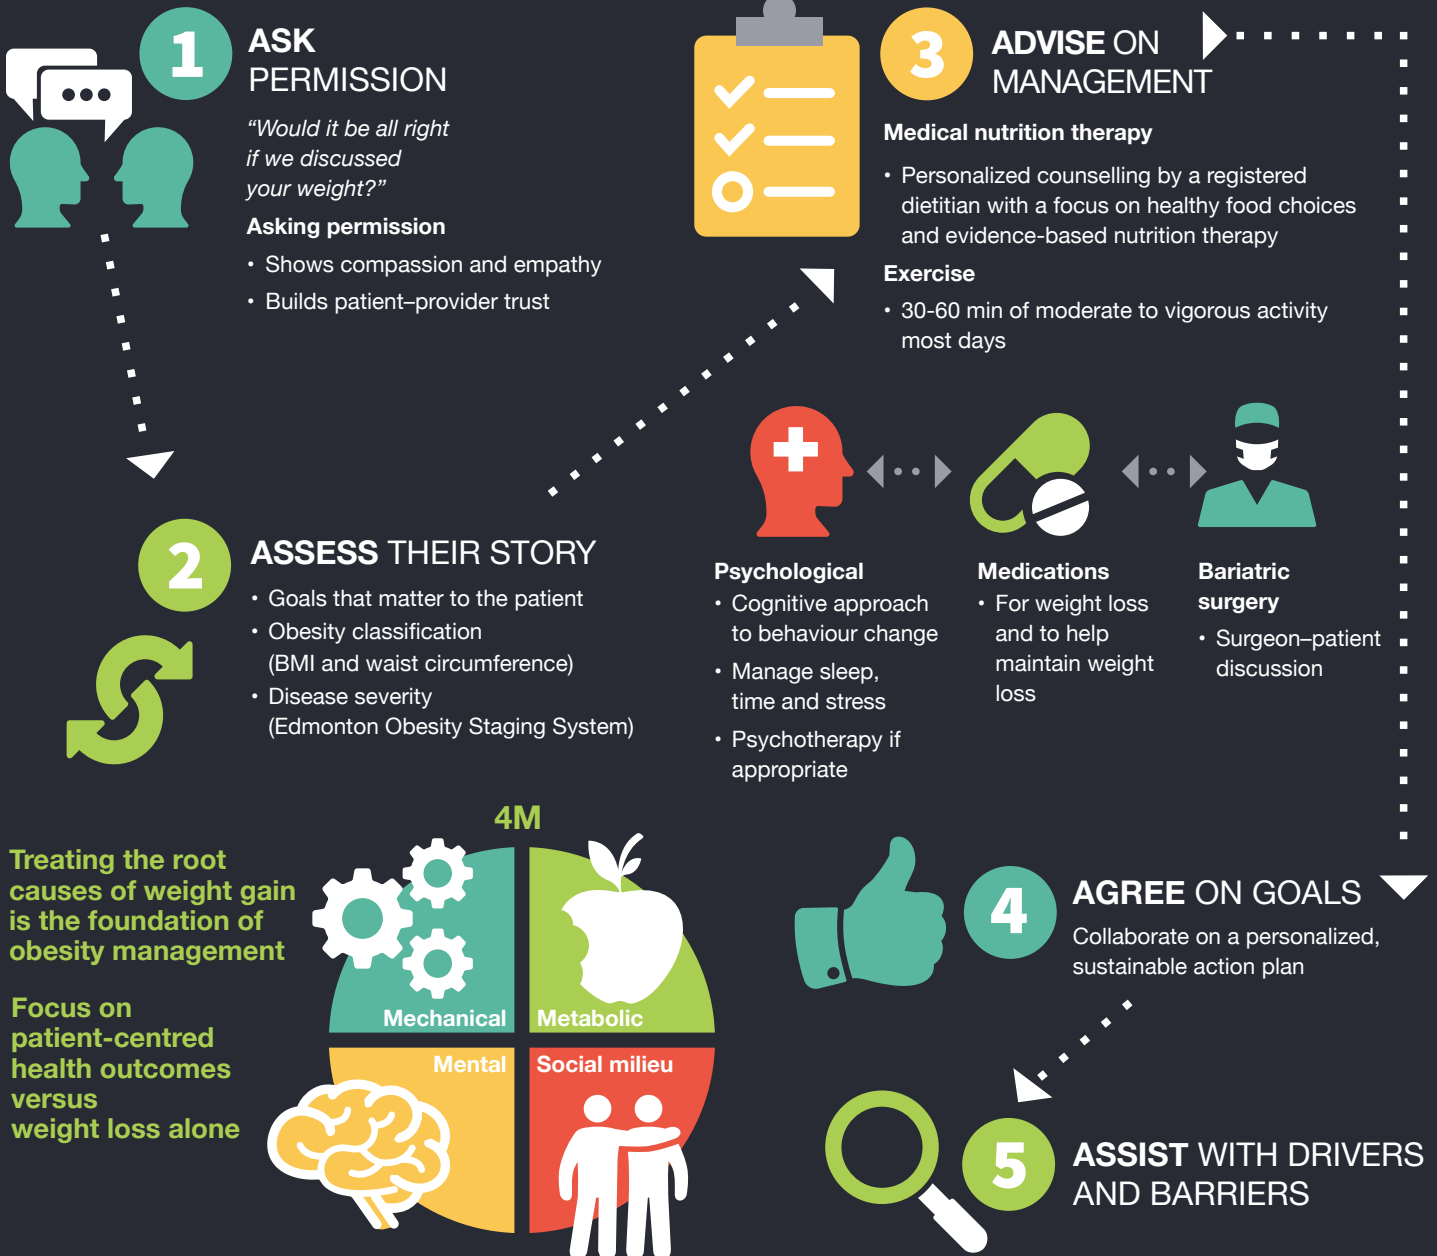 1
ASK
PERMISSION
“Would it be all right
if we discussed
your weight?”
Asking permission
• Shows compassion and empathy
• Builds patient–provider trust
2
ASSESS THEIR STORY
• Goals that matter to the patient
• Obesity classification
(BMI and waist circumference)
• Disease severity
(Edmonton Obesity Staging System)
Treating the root
causes of weight gain
is the foundation of
obesity management
Focus on
patient-centred
health outcomes
versus
weight loss alone
4M
Mechanical
Metabolic
Mental
Social milieu
3
ADVISE ON
MANAGEMENT
Medical nutrition therapy
• Personalized counselling by a registered
dietitian with a focus on healthy food choices
and evidence-based nutrition therapy
Exercise
• 30-60 min of moderate to vigorous activity
most days
Psychological
• Cognitive approach
to behaviour change
• Manage sleep,
time and stress
• Psychotherapy if
appropriate
Medications
• For weight loss
and to help
maintain weight
loss
Bariatric
surgery
• Surgeon–patient
discussion
4
AGREE ON GOALS
Collaborate on a personalized,
sustainable action plan
5
ASSIST WITH DRIVERS
AND BARRIERS